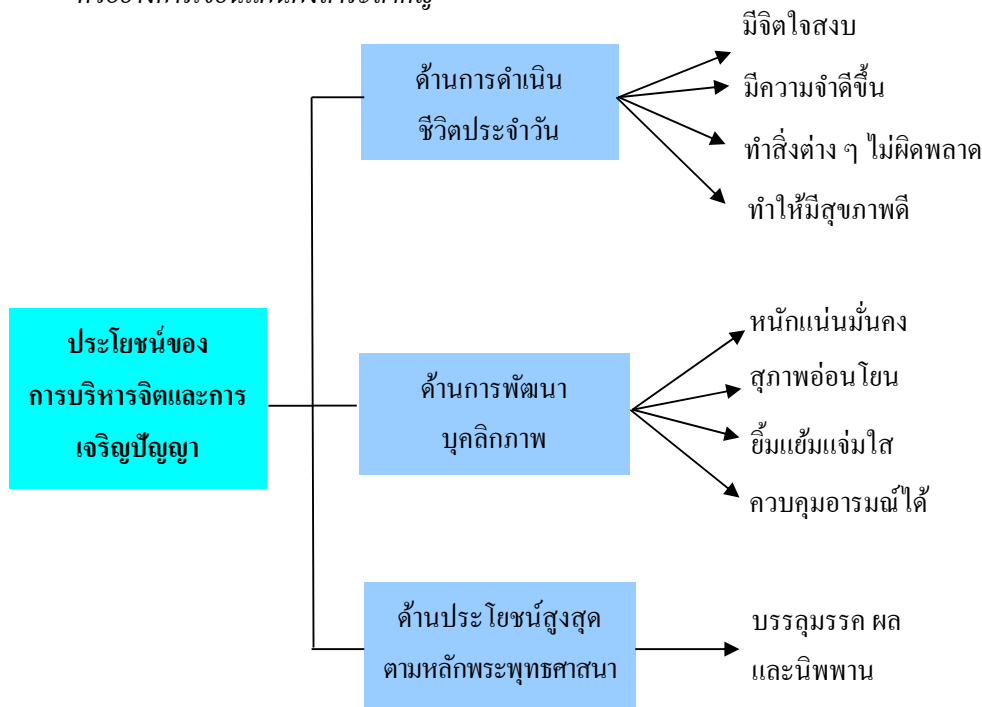 มีจิตใจสงบ
ด้านการดำเนิน
ชีวิตประจำวัน
มีความจำดีขึ้น
ทำสิ่งต่าง ๆ ไม่ผิดพลาด
ทำให้มีสุขภาพดี
ประโยชน์ของ
การบริหารจิตและการ
เจริญปัญญา
ด้านการพัฒนา
บุคลิกภาพ
หนักแน่นมั่นคง
สุภาพอ่อนโยน
ยิ้มแย้มแจ่มใส
ควบคุมอารมณ์ได้
ด้านประโยชน์สูงสุด
ตามหลักพระพุทธศาสนา
บรรลุมรรค ผล
และนิพพาน